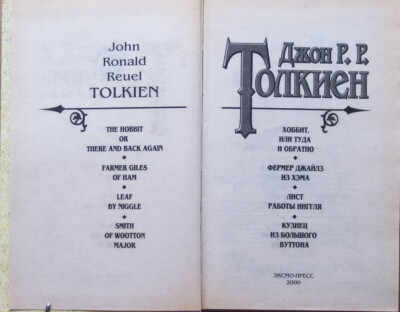 John
Ronald
Reuel
TOLKIEN
THE HOBBIT
OR
THERE AND BACK AGAIN
FARMER GILES
OF HAM
LEAF
BY NIGGLE
SMITH
OF WOOTTON
MAJOR
Джон Р. Р.
Толкиен
ХОББИТ,
ИЛИ ТУДА
И ОБРАТНО
ФЕРМЕР ДЖАЙЛЗ
ИЗ ХЭМА
ЛИСТ
РАБОТЫ НИГГЛЯ
КУЗНЕЦ
ИЗ БОЛЬШОГО
ВУТТОНА
ЭКСМО-ПРЕСС
2000